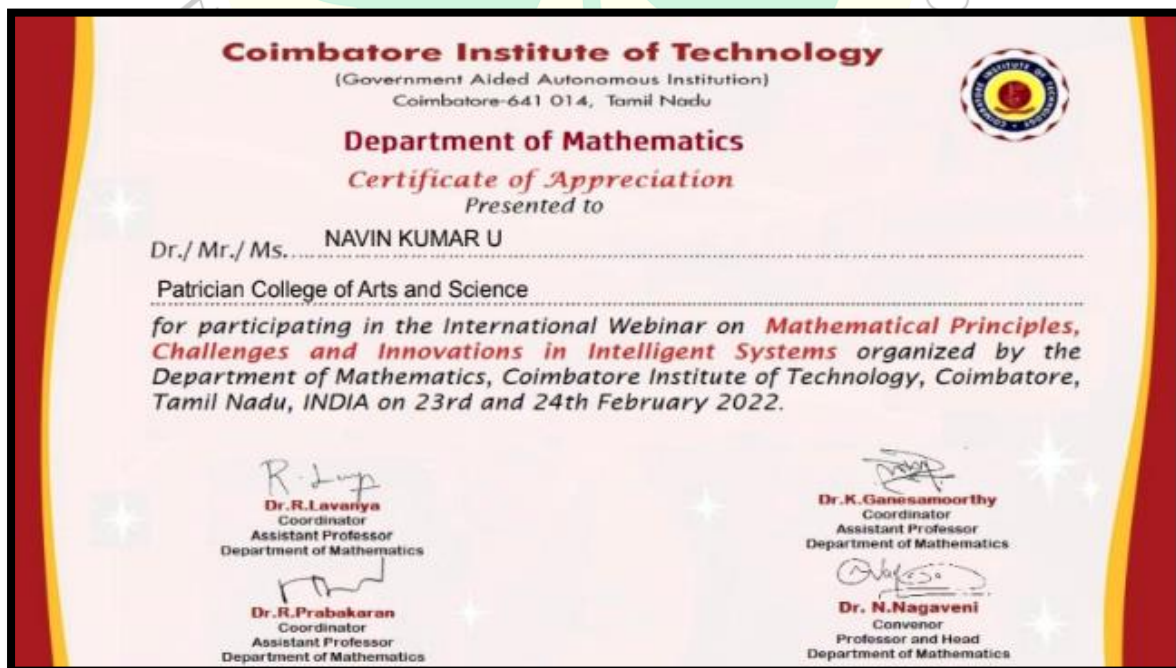 Coimbatore Institute of Technology
(Government Aided Autonomous Institution)
Coimbatore-641 014, Tamil Nadu
Department of Mathematics
Certificate of Appreciation
Presented to
Dr./ Mr./ Ms. NAVIN KUMAR U
Patrician College of Arts and Science
for participating in the International Webinar on Mathematical Principles,
Challenges and Innovations in Intelligent Systems organized by the
Department of Mathematics, Coimbatore Institute of Technology, Coimbatore,
Tamil Nadu, INDIA on 23rd and 24th February 2022.
Dr.R.Lavanya
Coordinator
Assistant Professor
Department of Mathematics
Dr.K.Ganesamoorthy
Coordinator
Assistant Professor
Department of Mathematics
Dr.R.Prabakaran
Coordinator
Assistant Professor
Department of Mathematics
Dr. N.Nagaveni
Convenor
Professor and Head
Department of Mathematics
INSTITUTE OF TECHNOLOGY
COIMBATORE